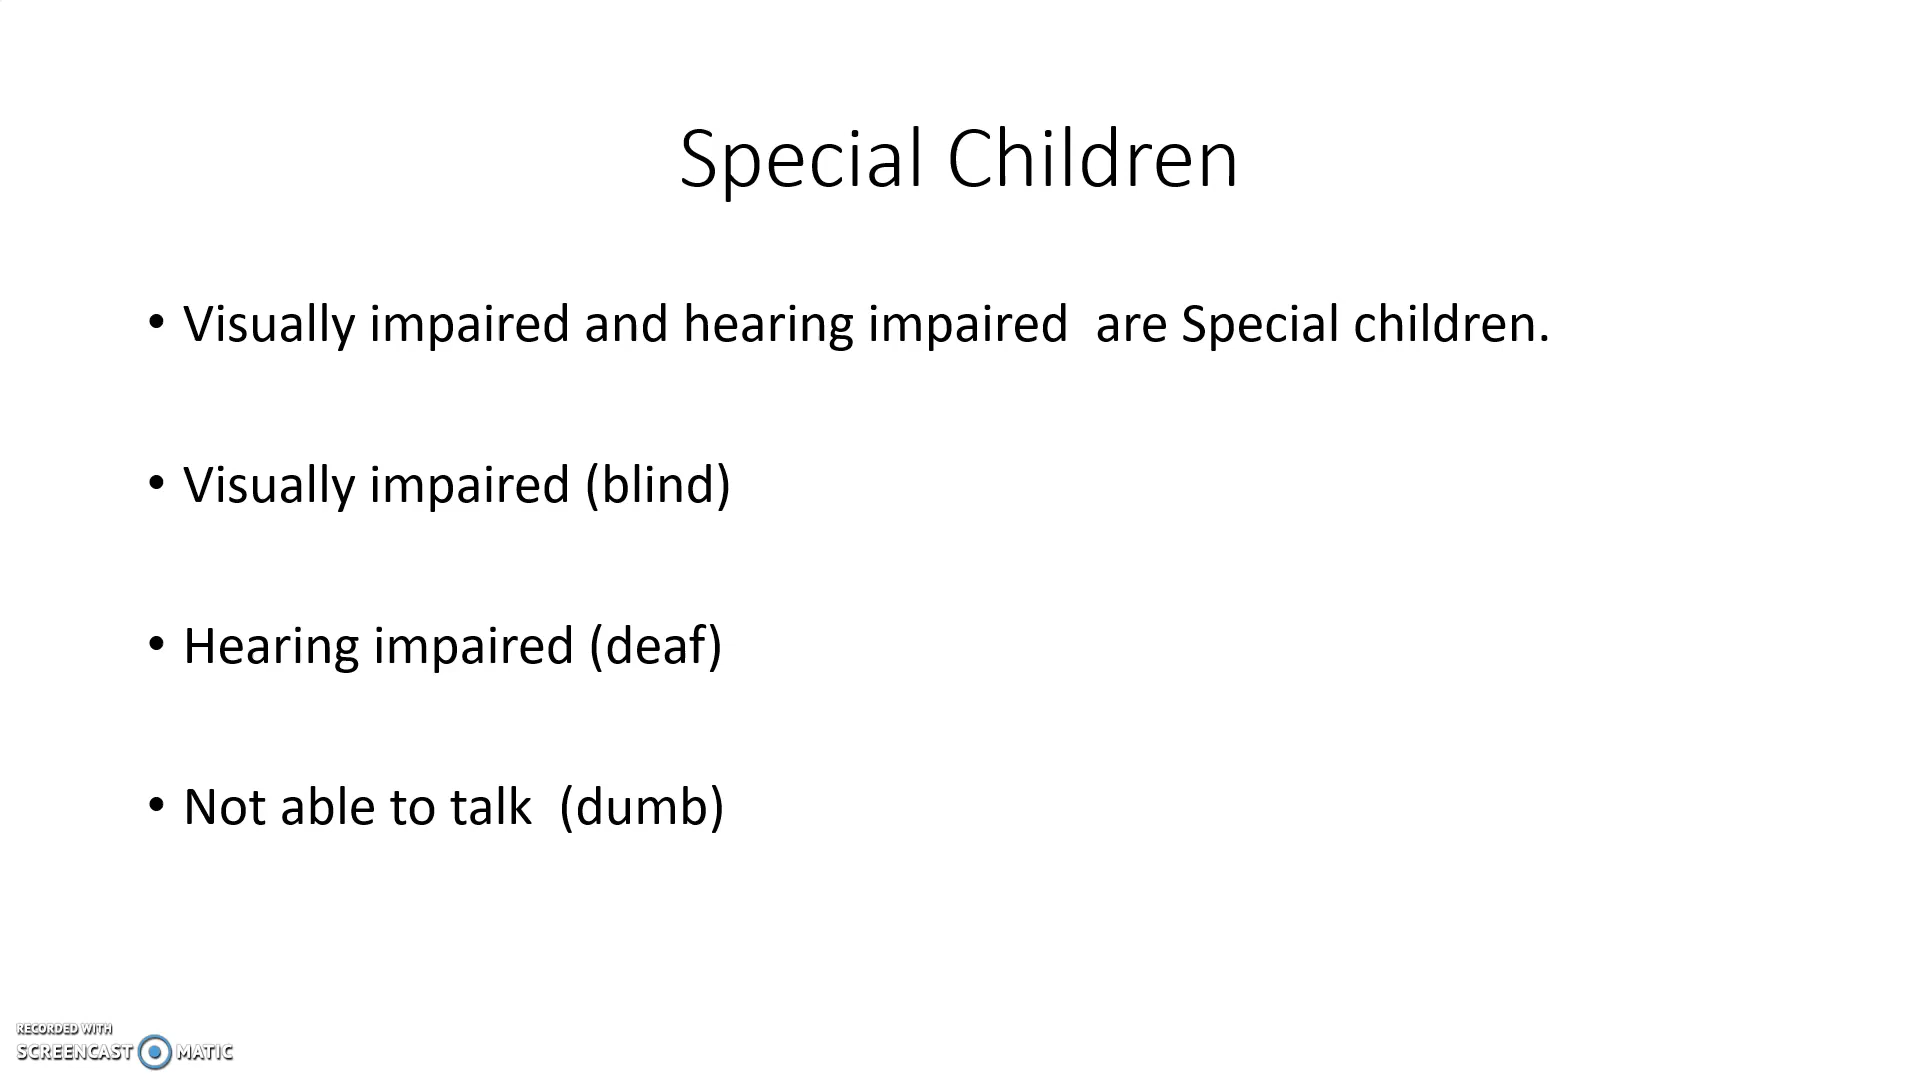 Special Children
• Visually impaired and hearing impaired  are Special children.
• Visually impaired (blind)
• Hearing impaired (deaf)
• Not able to talk  (dumb)
RECORDED WITH
SCREENCAST MATIC